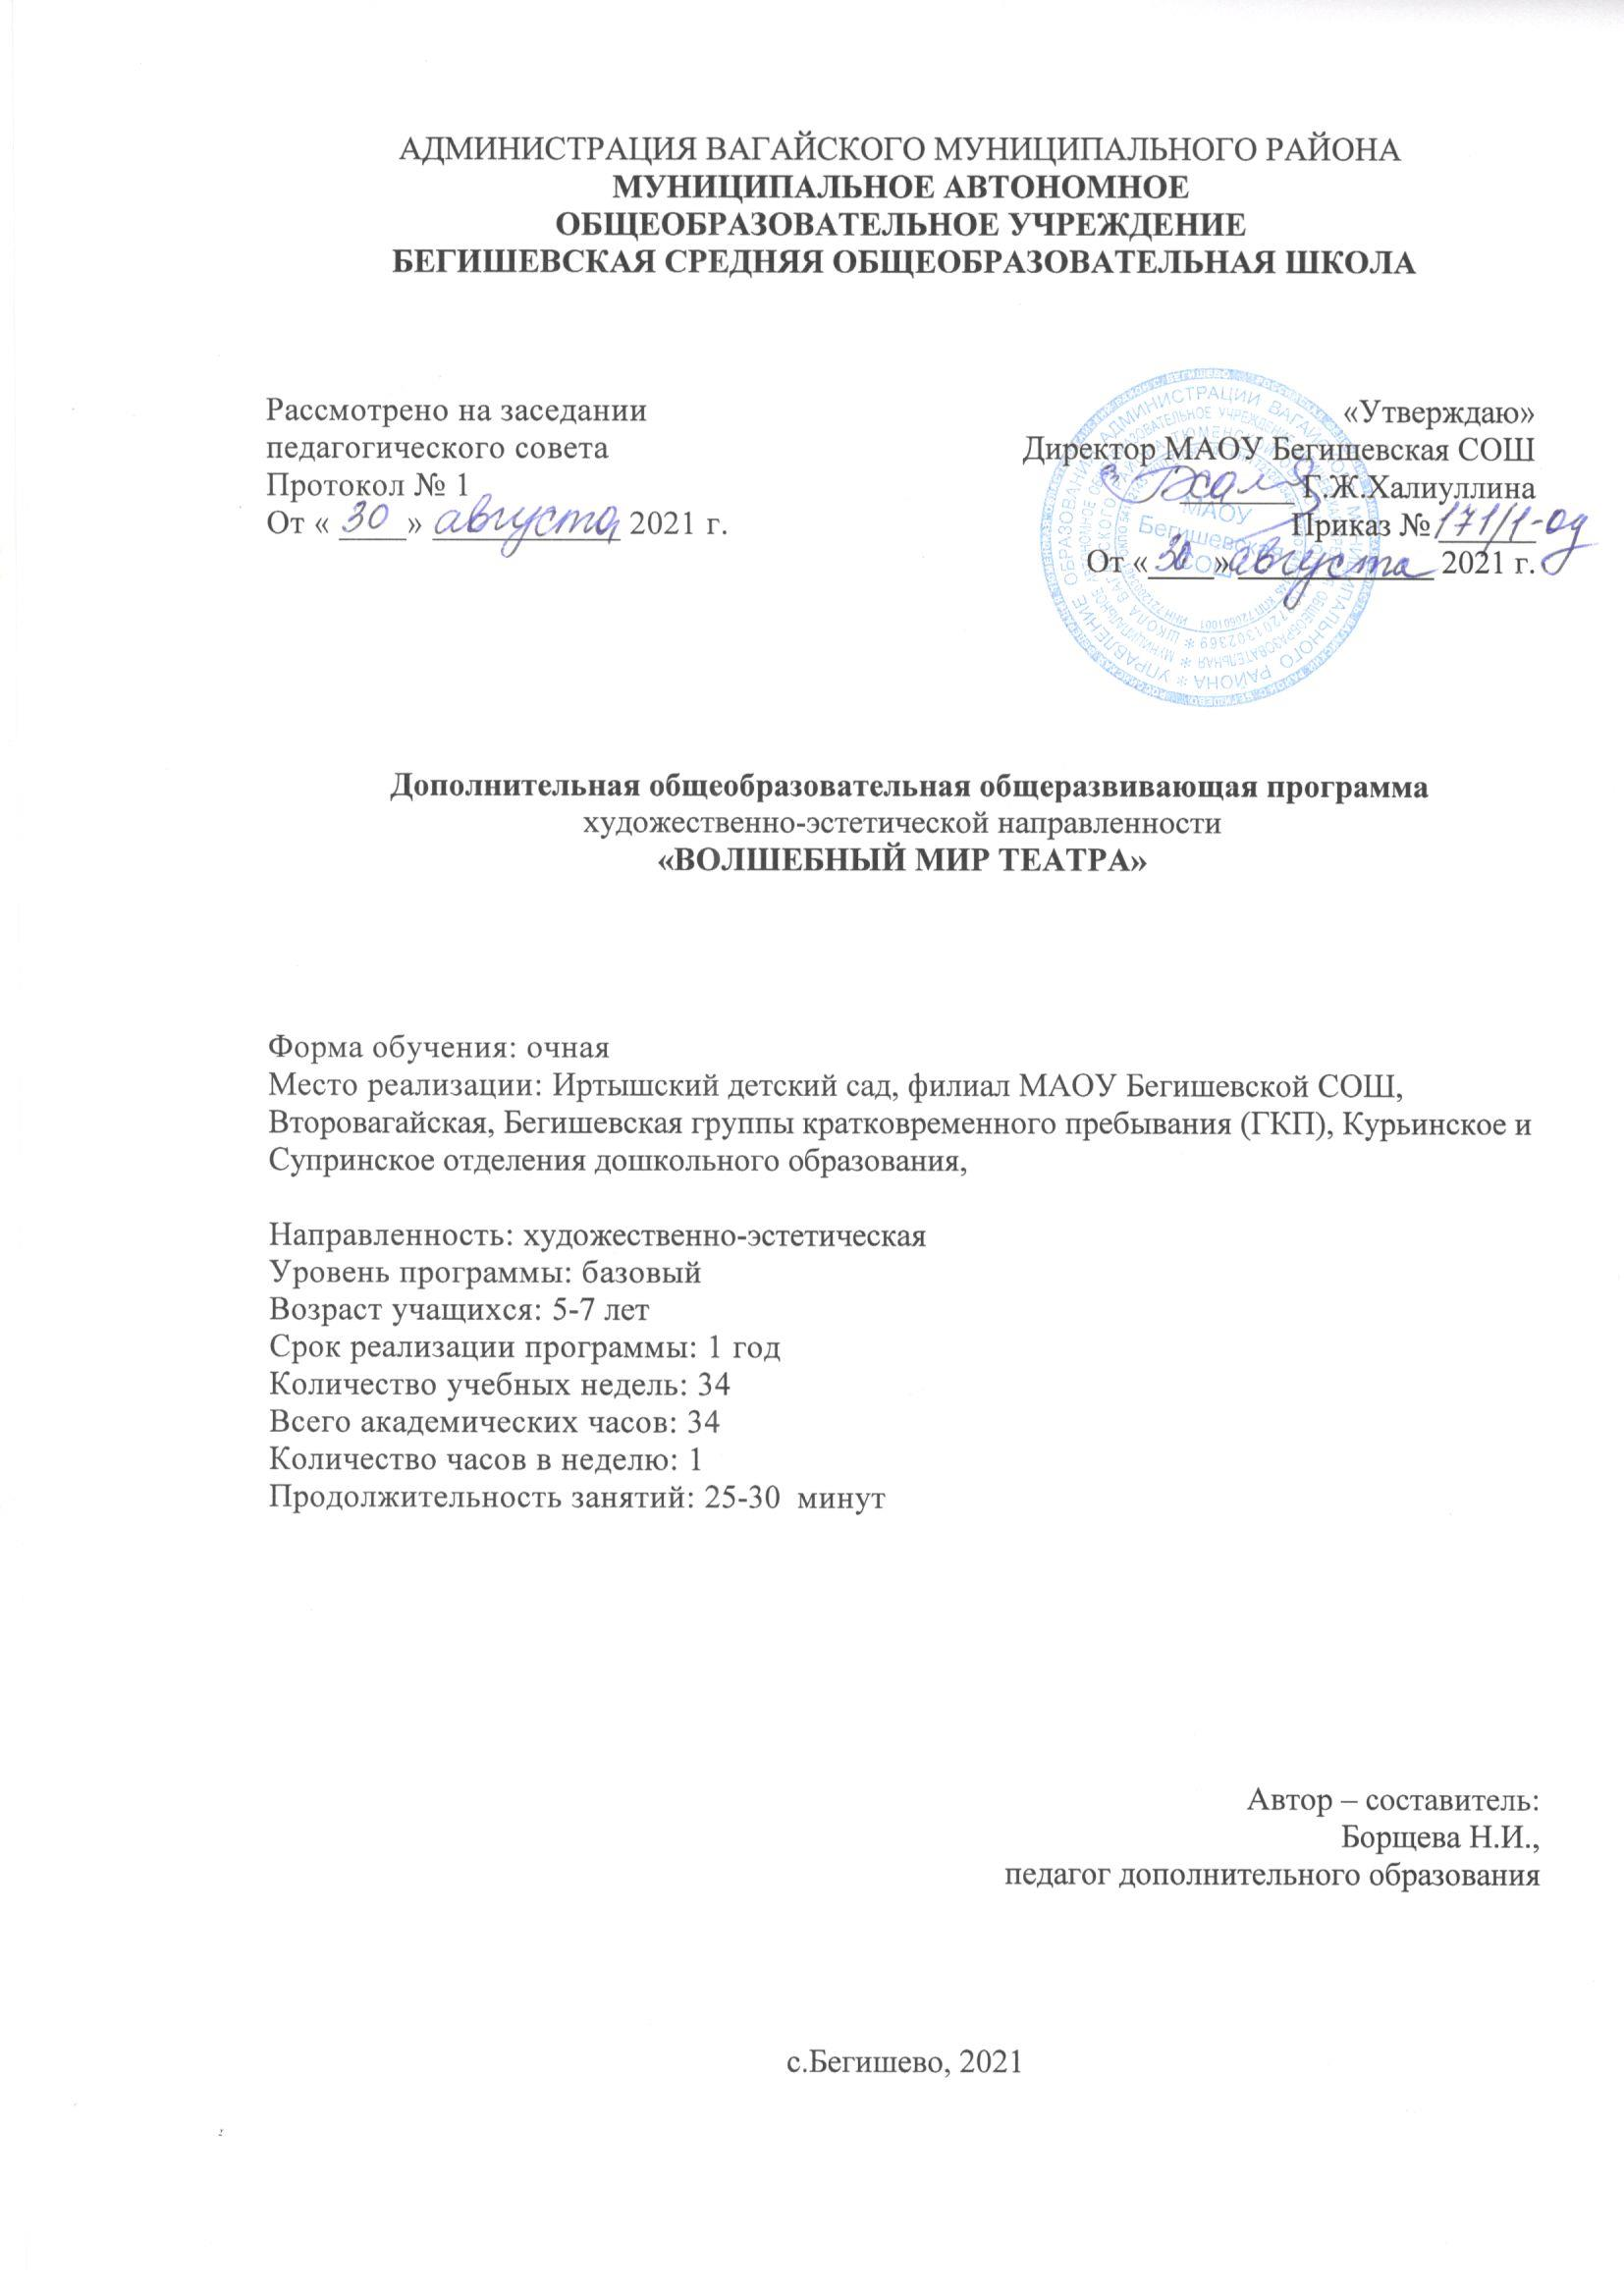 АДМИНИСТРАЦИЯ ВАГАЙСКОГО МУНИЦИПАЛЬНОГО РАЙОНА
МУНИЦИПАЛЬНОЕ АВТОНОМНОЕ
ОБЩЕОБРАЗОВАТЕЛЬНОЕ УЧРЕЖДЕНИЕ
БЕГИШЕВСКАЯ СРЕДНЯЯ ОБЩЕОБРАЗОВАТЕЛЬНАЯ ШКОЛА
Рассмотрено на заседании
педагогического совета
Протокол № 1
От « 30 » августа 2021 г.
«Утверждаю»
Директор МАОУ Бегишевская СОШ
Г.Ж.Халиуллина
Приказ № 171/1-од
От « 30 » августа 2021 г.
МАОУ
Бегишевская
СОШ
Дополнительная общеобразовательная общеразвивающая программа
художественно-эстетической направленности
«ВОЛШЕБНЫЙ МИР ТЕАТРА»
Форма обучения: очная
Место реализации: Иртышский детский сад, филиал МАОУ Бегишевской СОШ,
Второвагайская, Бегишевская группы кратковременного пребывания (ГКП), Курьинское и
Супринское отделения дошкольного образования,
Направленность: художественно-эстетическая
Уровень программы: базовый
Возраст учащихся: 5-7 лет
Срок реализации программы: 1 год
Количество учебных недель: 34
Всего академических часов: 34
Количество часов в неделю: 1
Продолжительность занятий: 25-30 минут
Автор – составитель:
Борщева Н.И.,
педагог дополнительного образования
с.Бегишево, 2021